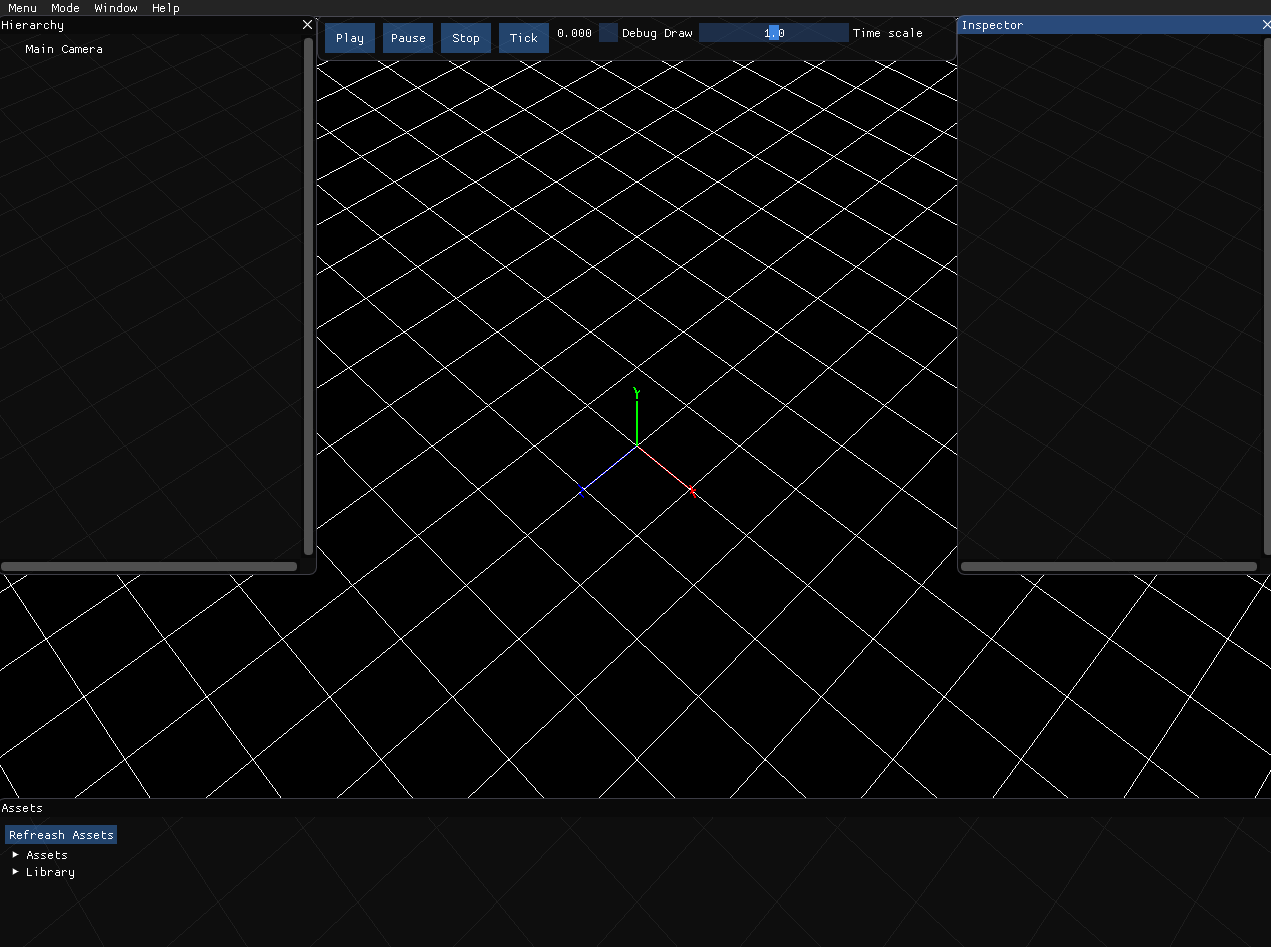 Menu Mode Window Help
Hierarchy
Main Camera
Play Pause Stop Tick 0.000 Debug Draw 1.0 Time scale
Inspector
Y
X
Assets
Refreash Assets
Assets
Library